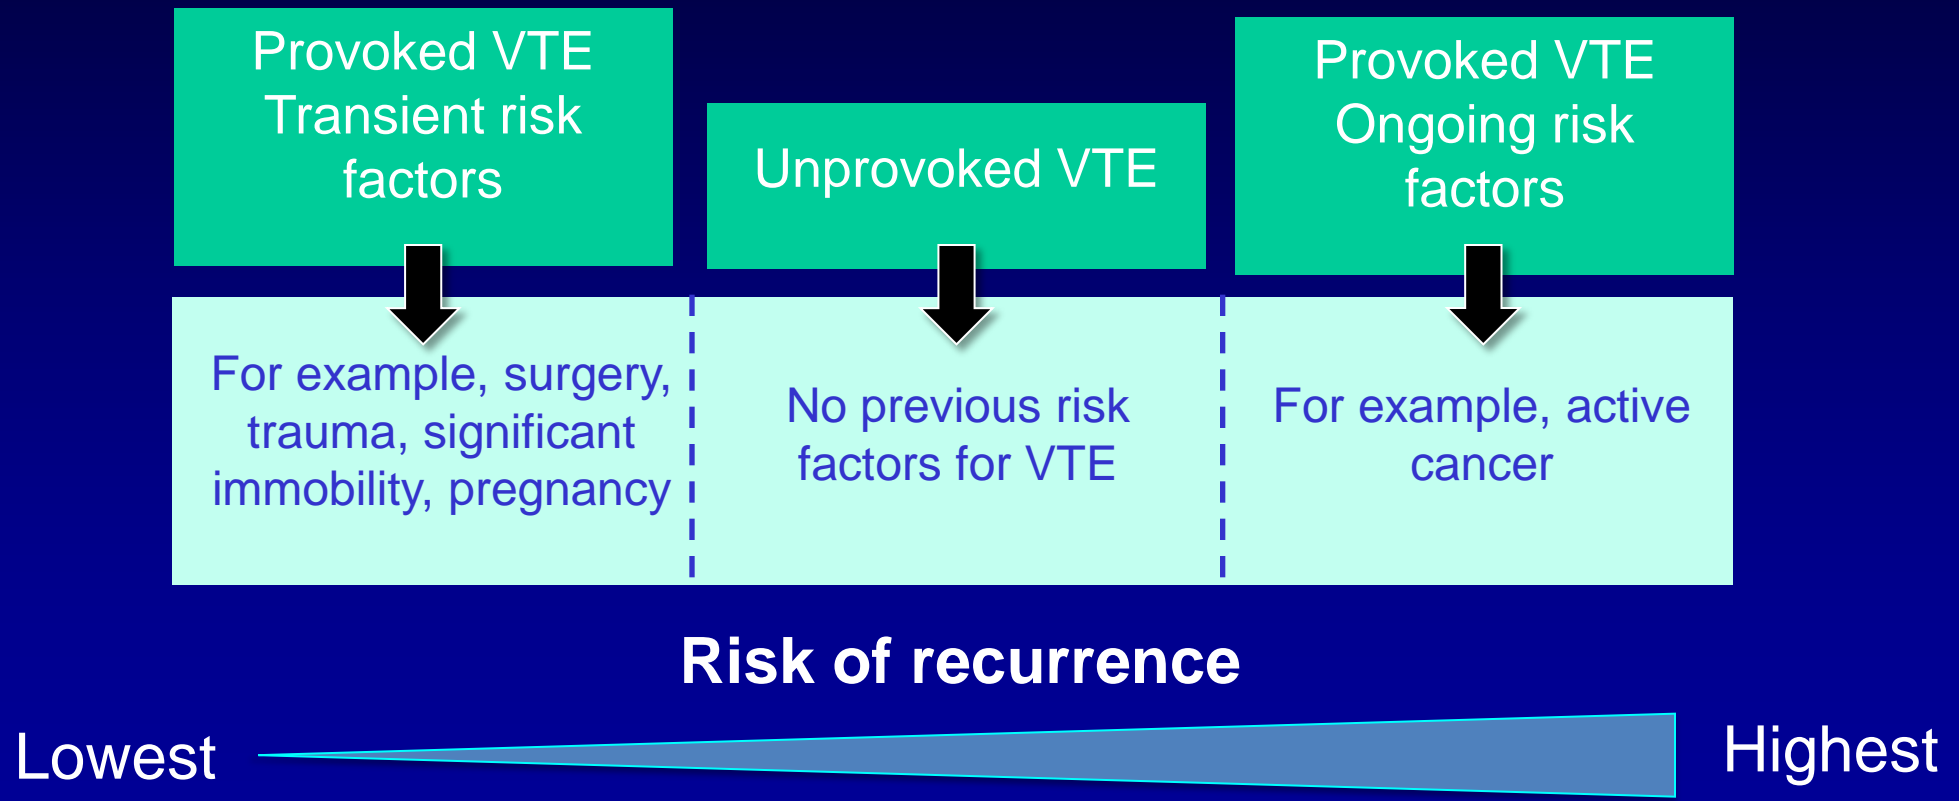 Provoked VTE
Transient risk
factors
Unprovoked VTE
Provoked VTE
Ongoing risk
factors
For example, surgery,
trauma, significant
immobility, pregnancy
No previous risk
factors for VTE
For example, active
cancer
Risk of recurrence
Lowest
Highest